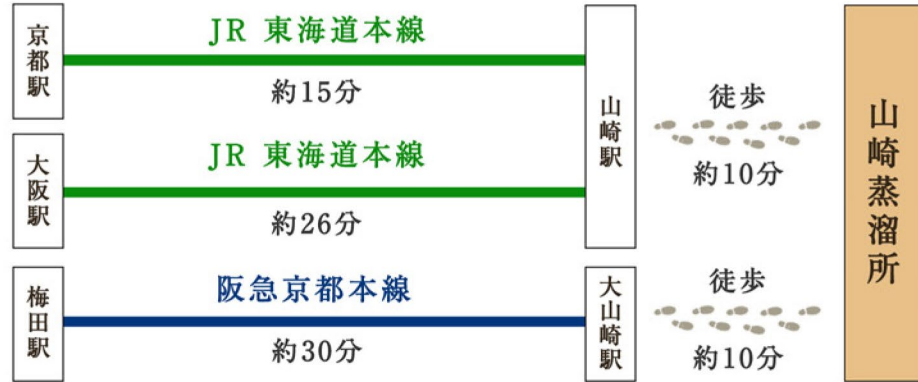 京都駅
JR 東海道本線
約15分
大阪駅
JR 東海道本線
約26分
山崎駅
徒歩
約10分
梅田駅
阪急京都本線
約30分
大山崎駅
徒歩
約10分
山崎蒸溜所